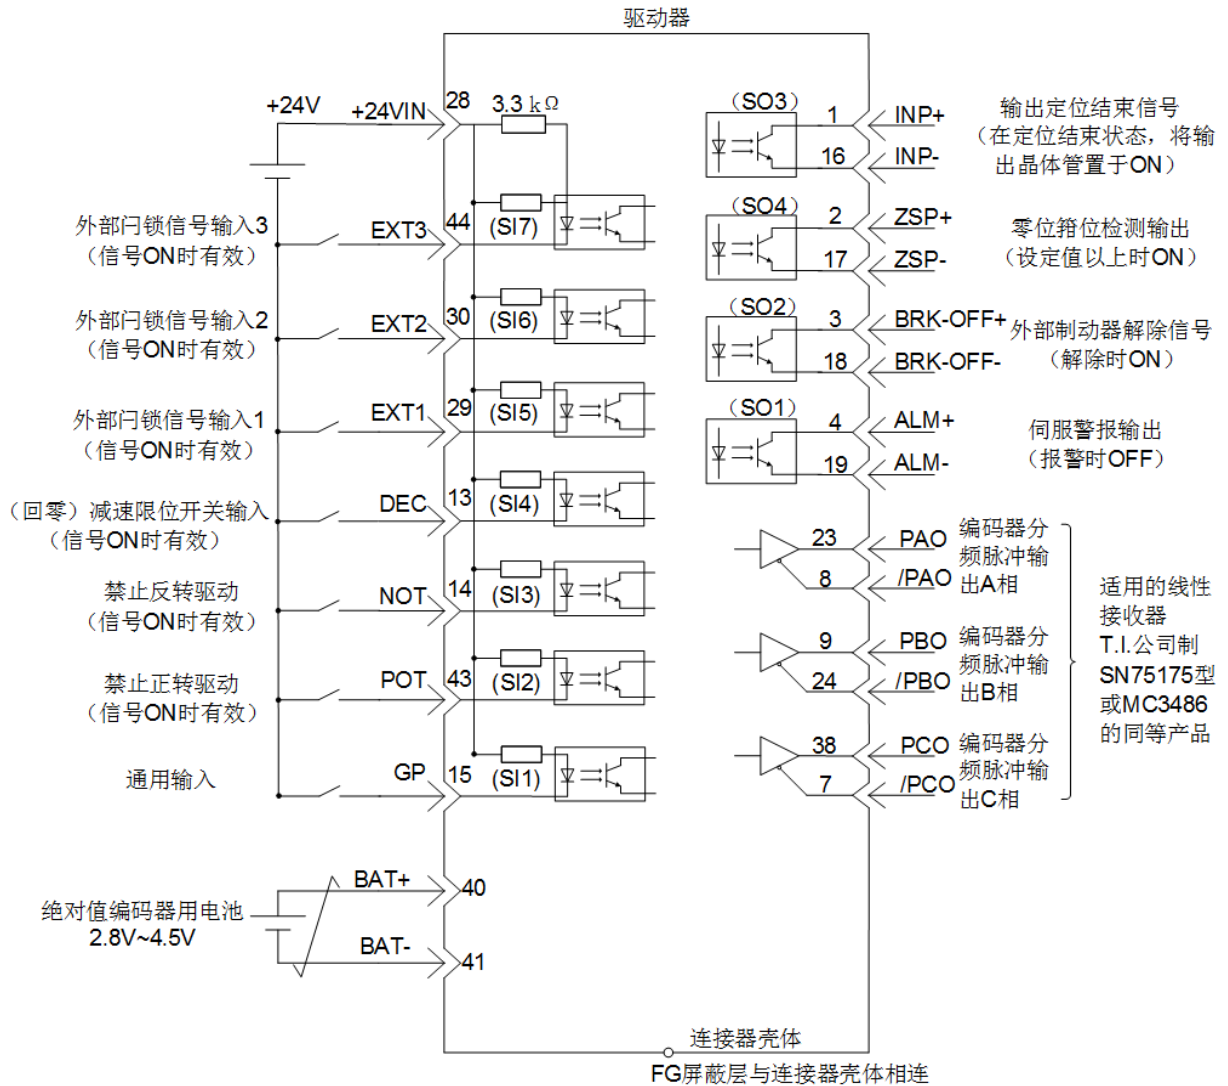 驱动器
+24V
+24VIN
28
3.3 kΩ
外部闩锁信号输入3
（信号ON时有效）
EXT3
44
(SI7)
外部闩锁信号输入2
（信号ON时有效）
EXT2
30
(SI6)
外部闩锁信号输入1
（信号ON时有效）
EXT1
29
(SI5)
（回零）减速限位开关输入
（信号ON时有效）
DEC
13
(SI4)
禁止反转驱动
（信号ON时有效）
NOT
14
(SI3)
禁止正转驱动
（信号ON时有效）
POT
43
(SI2)
通用输入
GP
15
(SI1)
绝对值编码器用电池
2.8V~4.5V
BAT+
40
BAT-
41
（SO3）
1
INP+
16
INP-
输出定位结束信号
（在定位结束状态，将输
出晶体管置于ON）
（SO4）
2
ZSP+
17
ZSP-
零位箝位检测输出
（设定值以上时ON）
（SO2）
3
BRK-OFF+
18
BRK-OFF-
外部制动器解除信号
（解除时ON）
（SO1）
4
ALM+
19
ALM-
伺服警报输出
（报警时OFF）
23
PAO
8
/PAO
编码器分
频脉冲输
出A相
9
PBO
24
/PBO
编码器分
频脉冲输
出B相
38
PCO
7
/PCO
编码器分
频脉冲输
出C相
适用的线性
接收器
T.I.公司制
SN75175型
或MC3486
的同等产品
连接器壳体
FG屏蔽层与连接器壳体相连